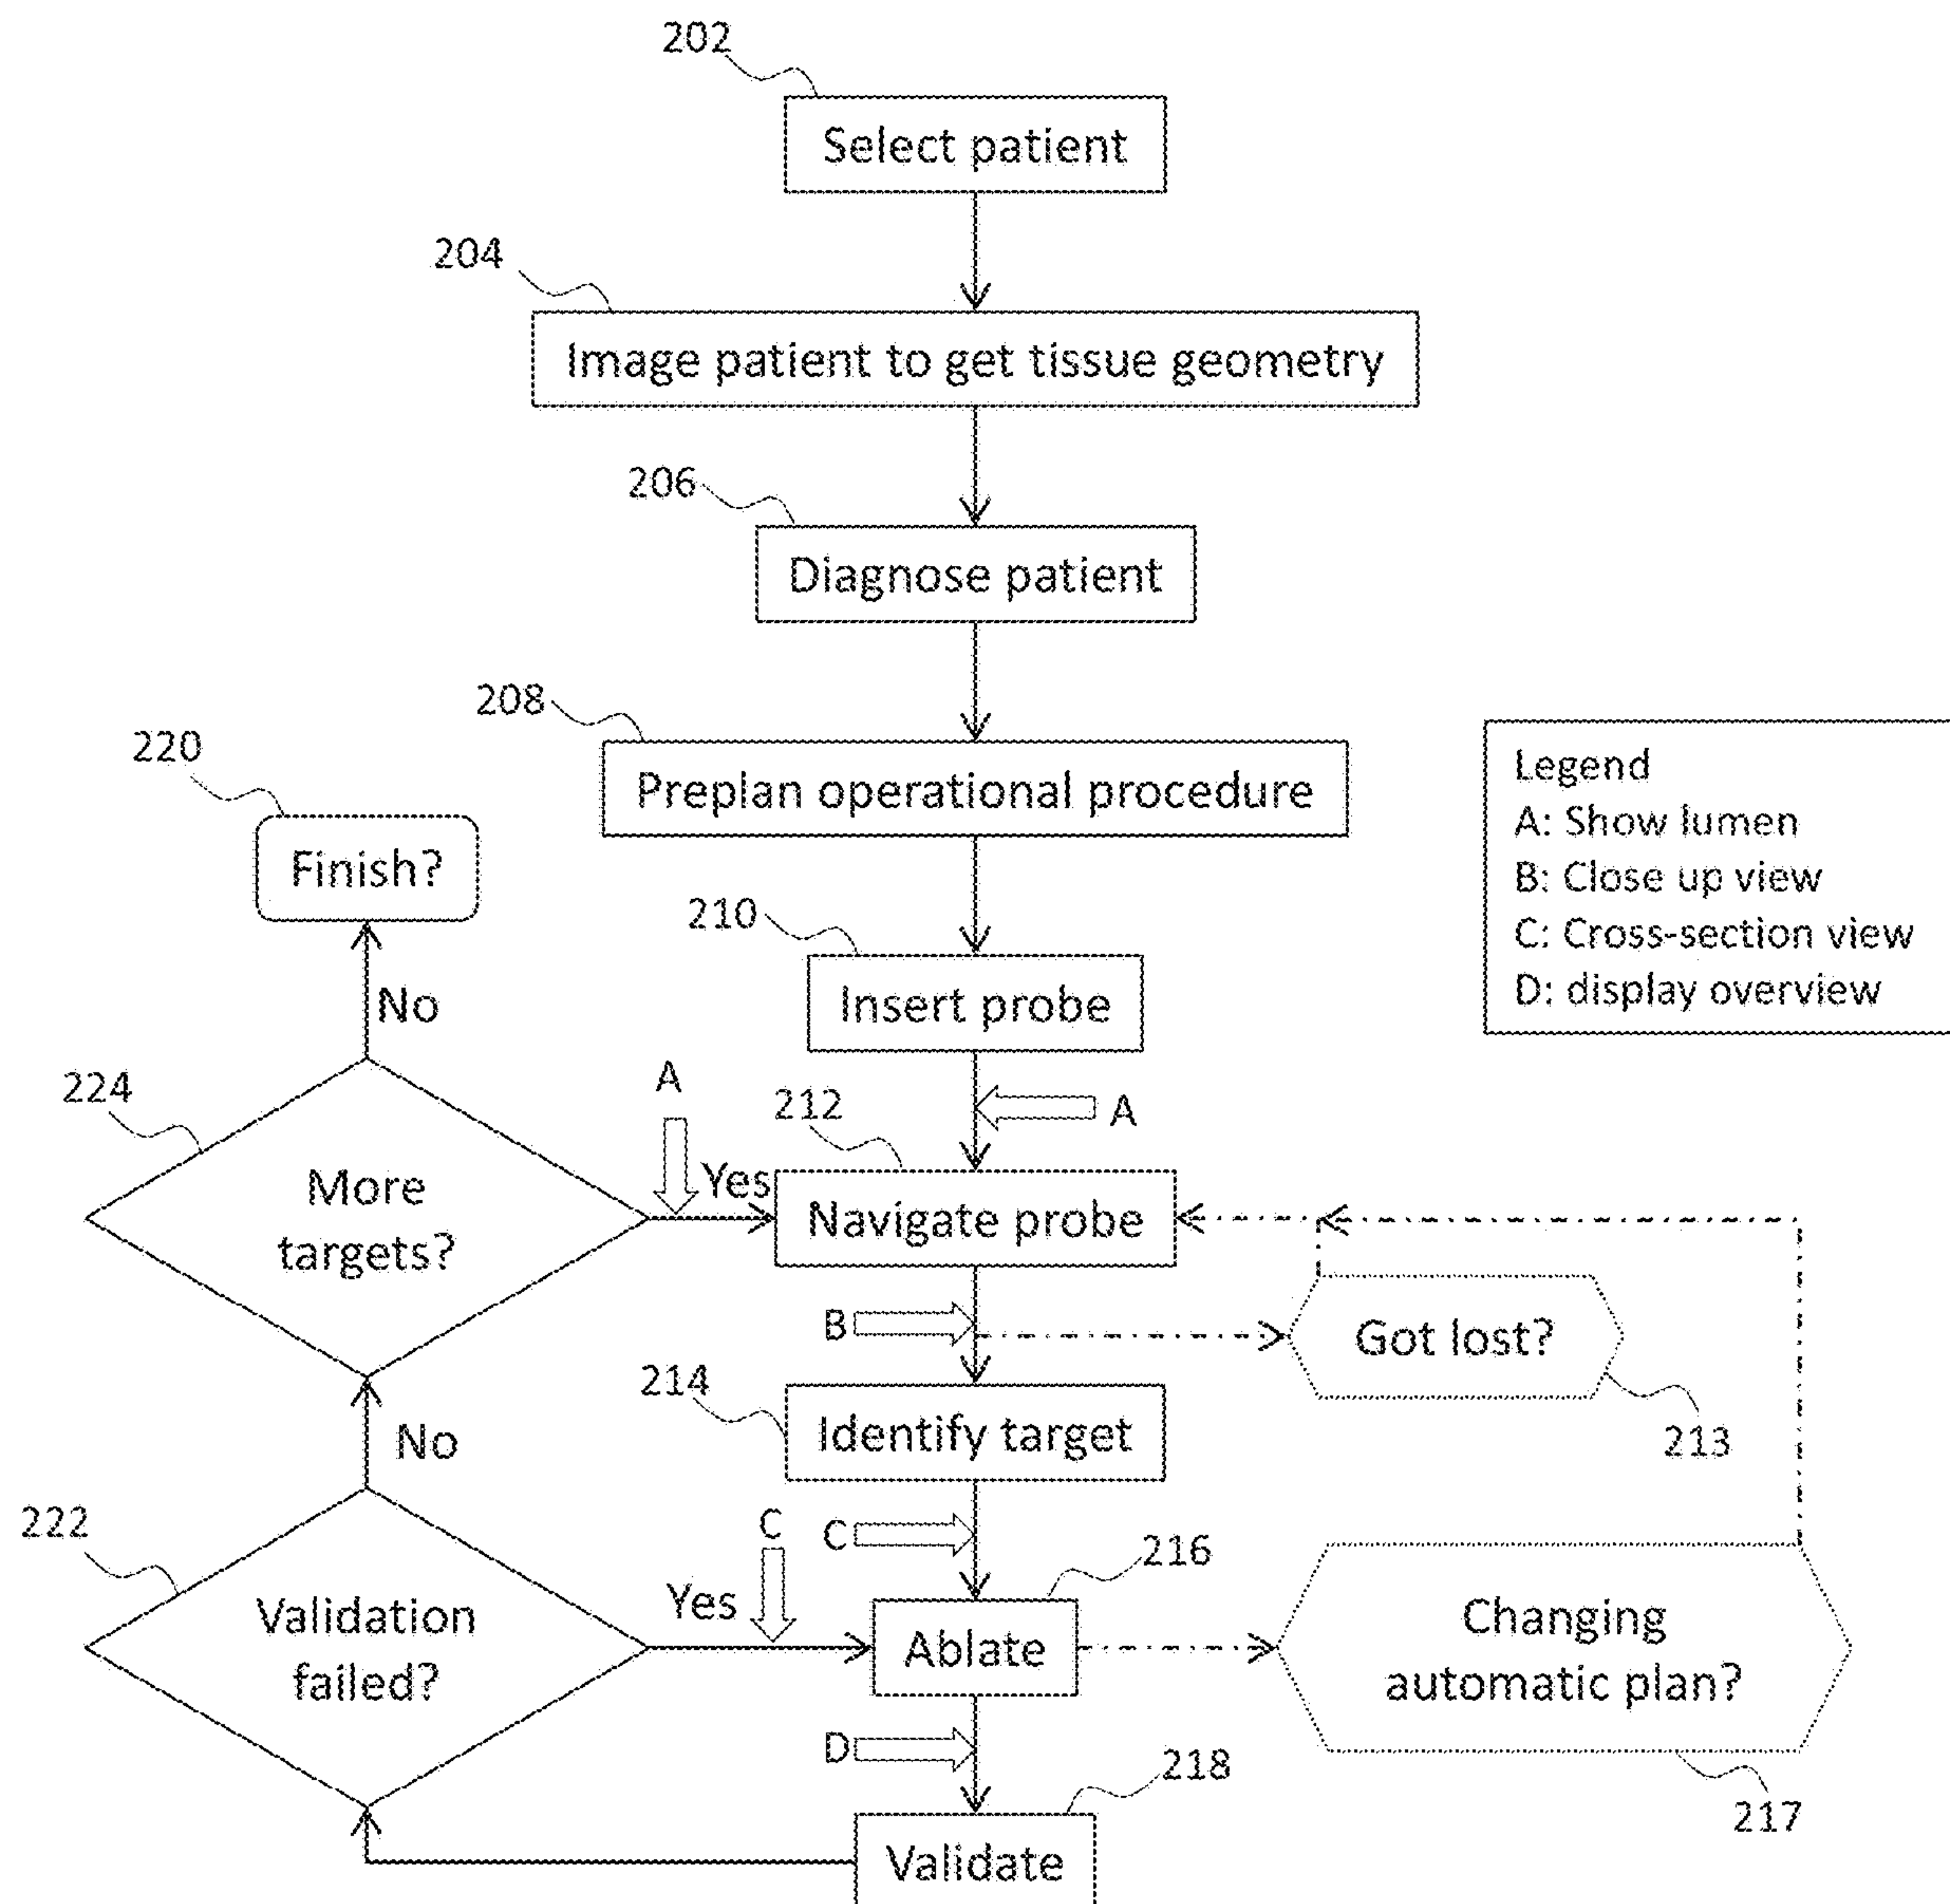 202
Select patient
204
Image patient to get tissue geometry
206
Diagnose patient
208
Preplan operational procedure
220
Finish?
Legend
A: Show lumen
B: Close up view
C: Cross-section view
D: display overview
210
Insert probe
No
224
A
212
A
More
targets?
Yes
Navigate probe
B
Got lost?
213
214
Identify target
No
222
C
C
216
Validation
failed?
Yes
Ablate
Changing
automatic plan?
217
D
218
Validate